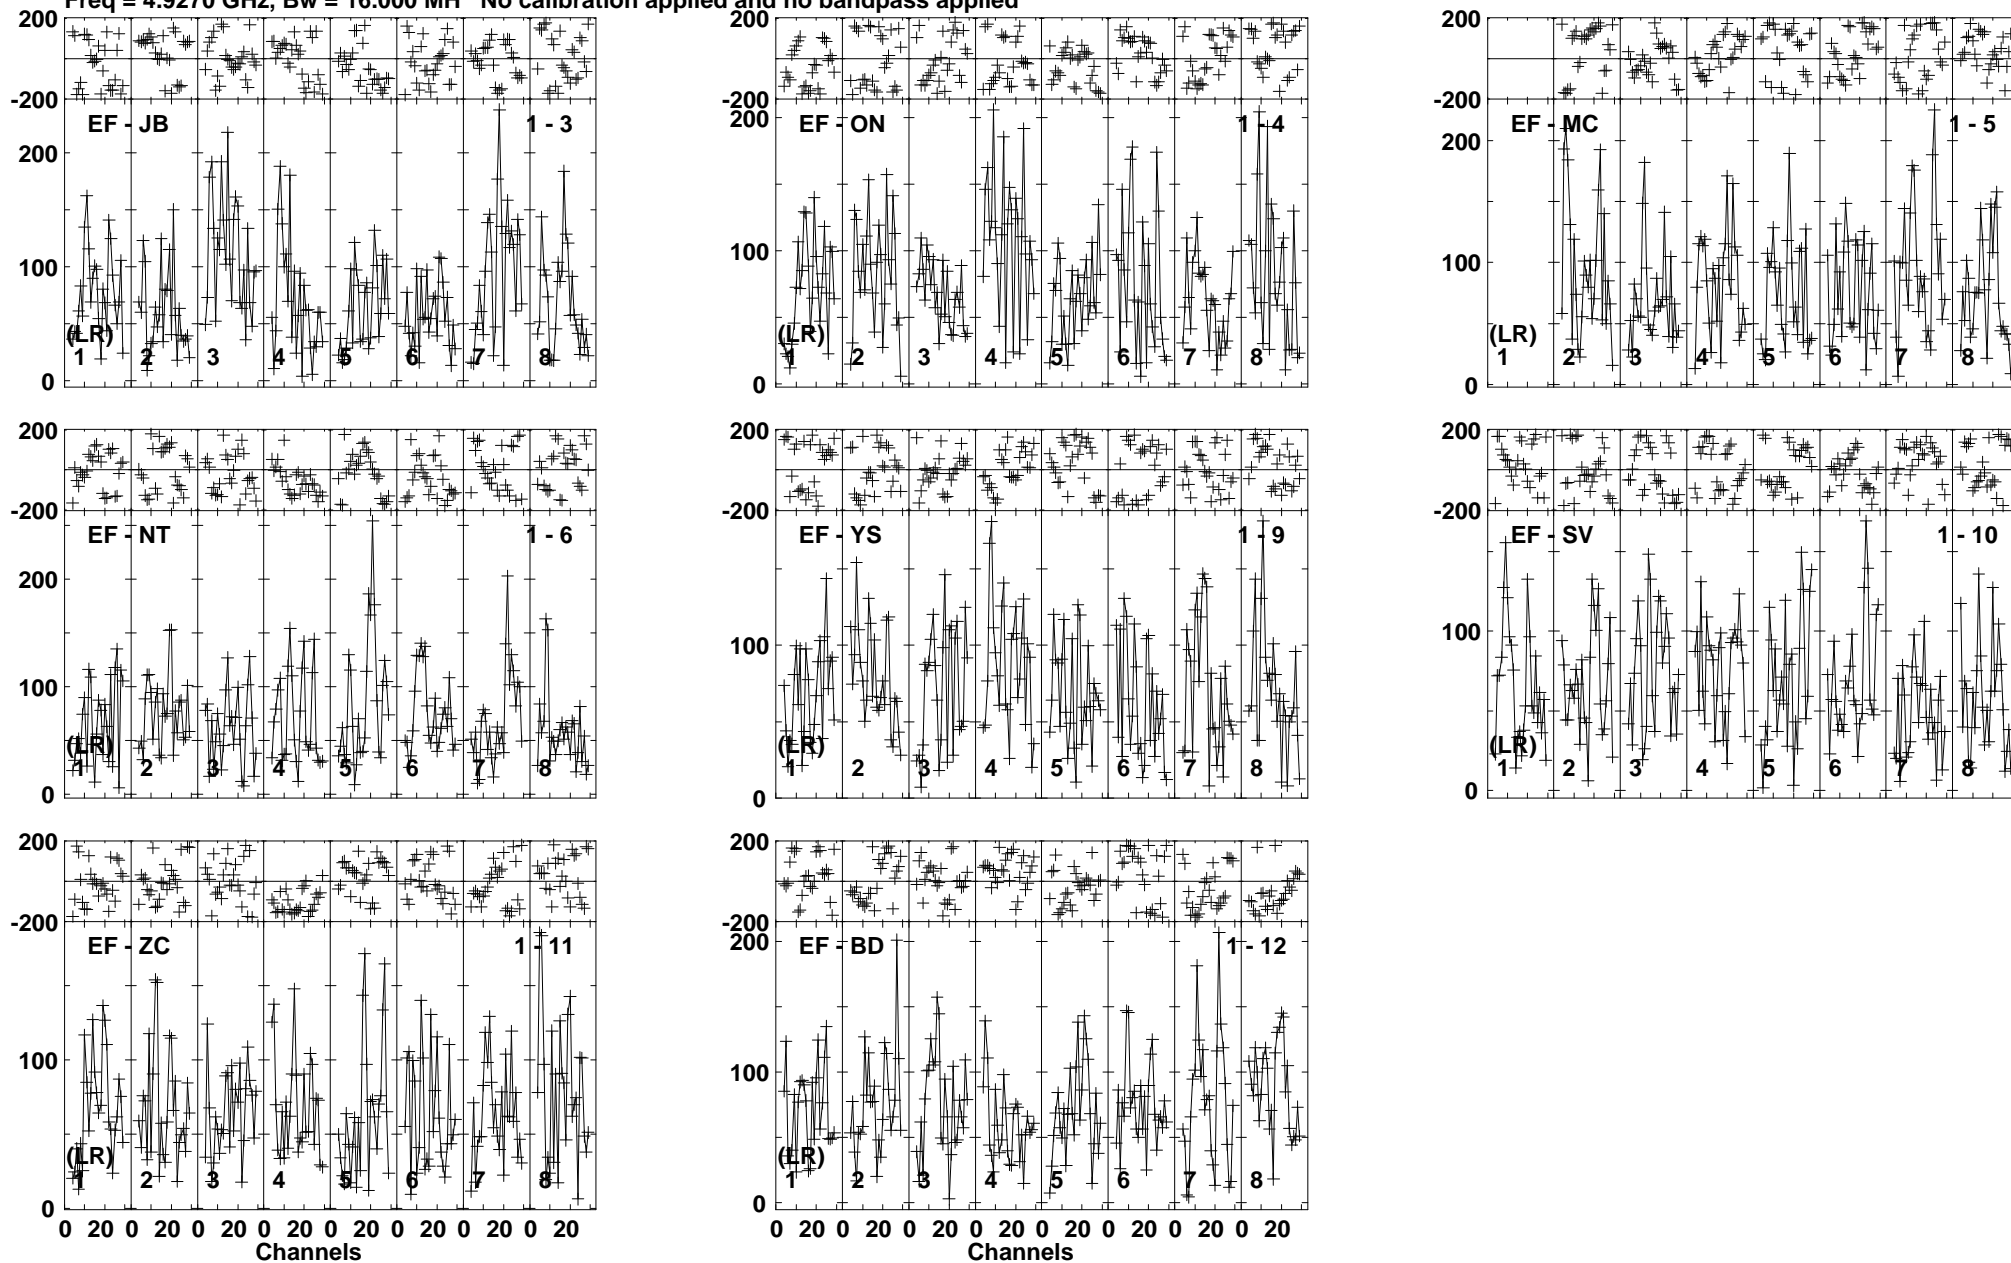 Freq = 4.9270 GHz, Bw = 16.000 MH No calibration applied and no bandpass applied
200 200 200
-200 -200 -200
EF - JB 1 - 3 EF - ON 1 - 4 EF - MC 1 - 5
200 200 200
100 100 100
(LR) (LR) (LR)
1 2 3 4 5 6 7 8 1 2 3 4 5 6 7 8 1 2 3 4 5 6 7 8
0 0 0
200 200 200
-200 -200 -200
EF - NT 1 - 6 EF - YS 1 - 9 EF - SV 1 - 10
200
100 100 100
(LR) (LR) (LR)
1 2 3 4 5 6 7 8 1 2 3 4 5 6 7 8 1 2 3 4 5 6 7 8
0 0 0
200 200
-200 -200
EF - ZC 1 - 11 EF - BD 1 - 12
200
100 100
(LR) (LR)
1 2 3 4 5 6 7 8 1 2 3 4 5 6 7 8
0 0
0 20 0 20 0 20 0 20 0 20 0 20 0 20 0 20 0 20 0 20 0 20 0 20 0 20 0 20 0 20 0 20
Channels Channels